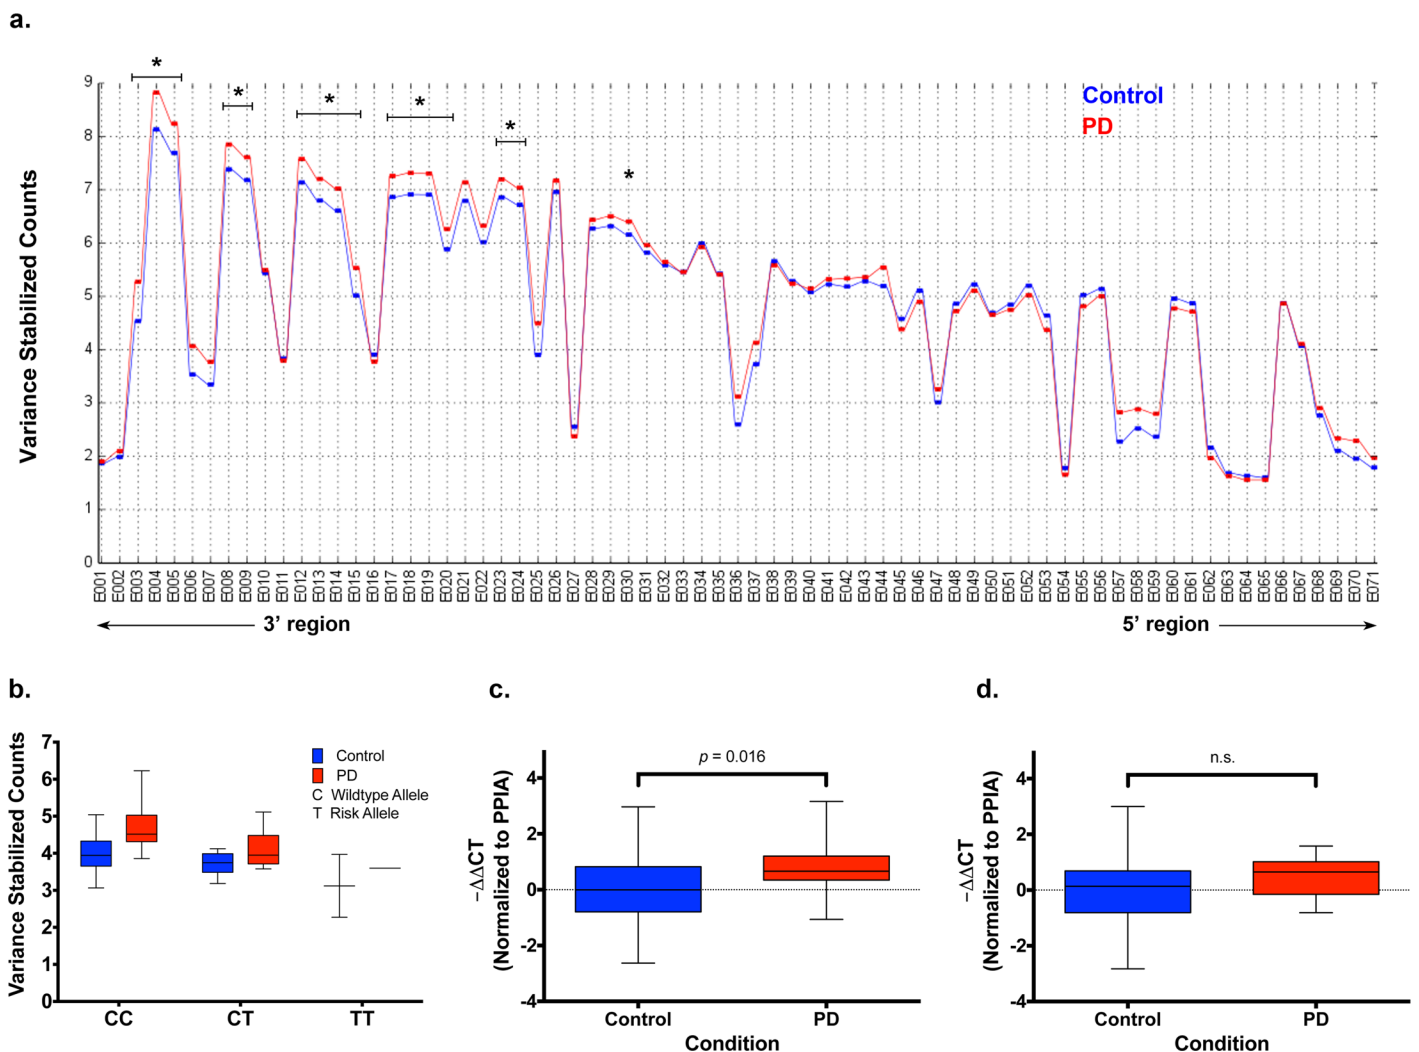 a.
*
*
*
*
*
*
Control
PD
Variance Stabilized Counts
9
8
7
6
5
4
3
2
1
0
E001 E002 E003 E004 E005 E006 E007 E008 E009 E010 E011 E012 E013 E014 E015 E016 E017 E018 E019 E020 E021 E022 E023 E024 E025 E026 E027 E028 E029 E030 E031 E032 E033 E034 E035 E036 E037 E038 E039 E040 E041 E042 E043 E044 E045 E046 E047 E048 E049 E050 E051 E052 E053 E054 E055 E056 E057 E058 E059 E060 E061 E062 E063 E064 E065 E066 E067 E068 E069 E070 E071
3’ region
5’ region
b.
Variance Stabilized Counts
7
6
5
4
3
2
1
0
Control
PD
C Wildtype Allele
T Risk Allele
CC CT TT
c.
−ΔΔCT
(Normalized to PPIA)
4
2
0
-2
-4
p = 0.016
Control PD
Condition
d.
−ΔΔCT
(Normalized to PPIA)
4
2
0
-2
-4
n.s.
Control PD
Condition